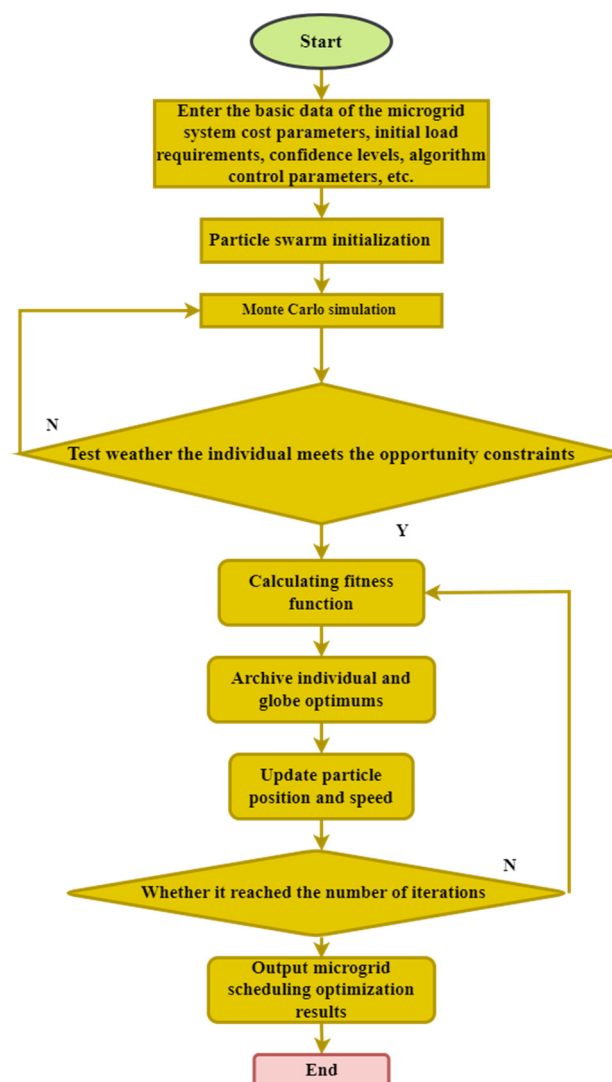 Start
Enter the basic data of the microgrid
system cost parameters, initial load
requirements, confidence levels, algorithm
control parameters, etc.
Particle swarm initialization
Monte Carlo simulation
N
Test weather the individual meets the opportunity constraints
Y
Calculating fitness
function
Archive individual and
globe optimums
Update particle
position and speed
N
Whether it reached the number of iterations
Output microgrid
scheduling optimization
results
End